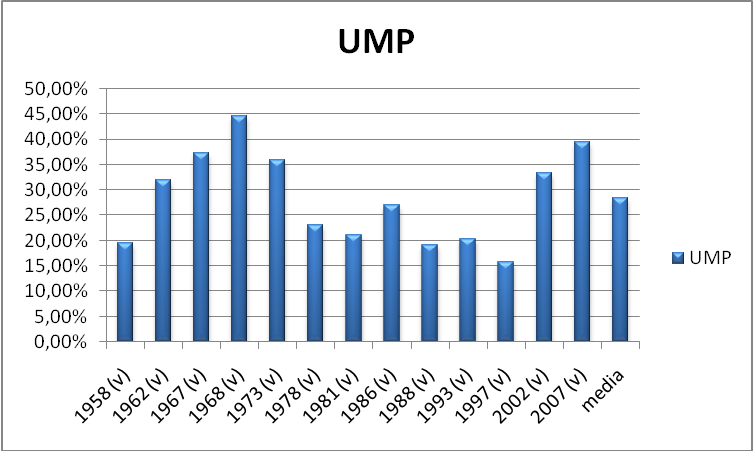 UMP
50,00%
45,00%
40,00%
35,00%
30,00%
25,00%
20,00%
15,00%
10,00%
5,00%
0,00%
UMP
1958 (v)
1962 (v)
1967 (v)
1968 (v)
1973 (v)
1978 (v)
1981 (v)
1986 (v)
1988 (v)
1993 (v)
1997 (v)
2002 (v)
2007 (v)
media